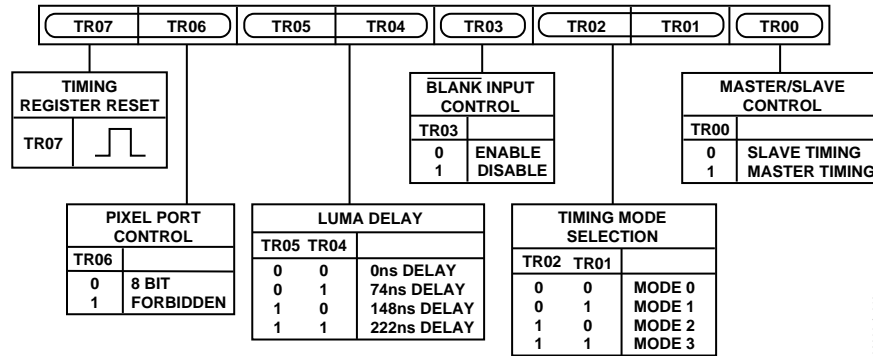 TR07 TR06 TR05 TR04 TR03 TR02 TR01 TR00
TIMING
REGISTER RESET
TR07
BLANK INPUT
CONTROL
TR03
0 ENABLE
1 DISABLE
MASTER/SLAVE
CONTROL
TR00
0 SLAVE TIMING
1 MASTER TIMING
PIXEL PORT
CONTROL
TR06
0 8 BIT
1 FORBIDDEN
LUMA DELAY
TR05 TR04
0 0 0ns DELAY
0 1 74ns DELAY
1 0 148ns DELAY
1 1 222ns DELAY
TIMING MODE
SELECTION
TR02 TR01
0 0 MODE 0
0 1 MODE 1
1 0 MODE 2
1 1 MODE 3